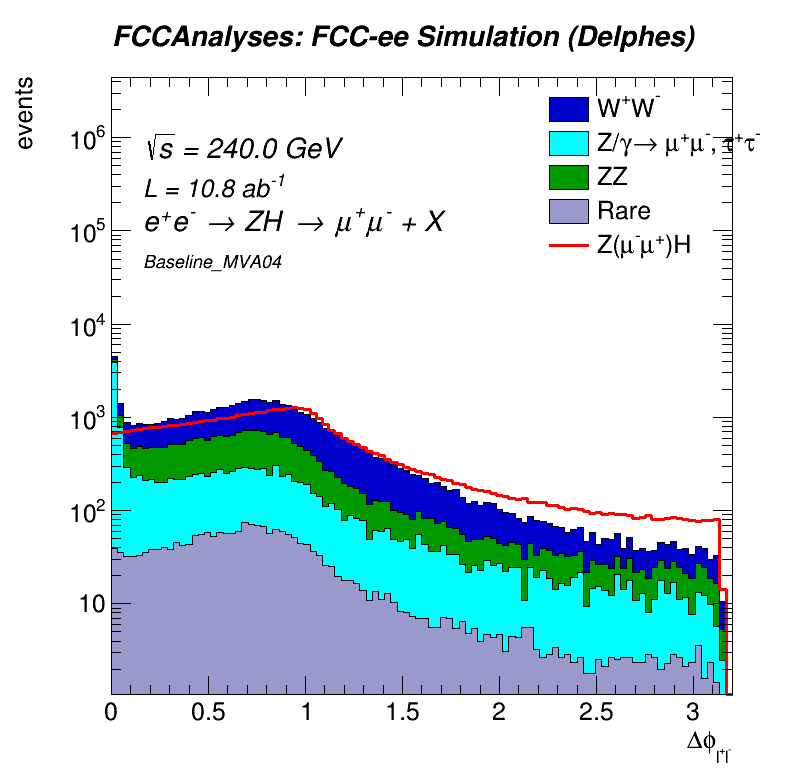 FCCAnalyses: FCC-ee Simulation (Delphes)
events
√s = 240.0 GeV
L = 10.8 ab⁻¹
e⁺e⁻ → ZH → μ⁺μ⁻ + X
Baseline_MVA04
W⁺W⁻
Z/γ→ μ⁺μ⁻, τ⁺τ⁻
ZZ
Rare
Z(μ⁻μ⁺)H
10⁶
10⁵
10⁴
10³
10²
10
0 0.5 1 1.5 2 2.5 3
Δϕ_l⁺l⁻